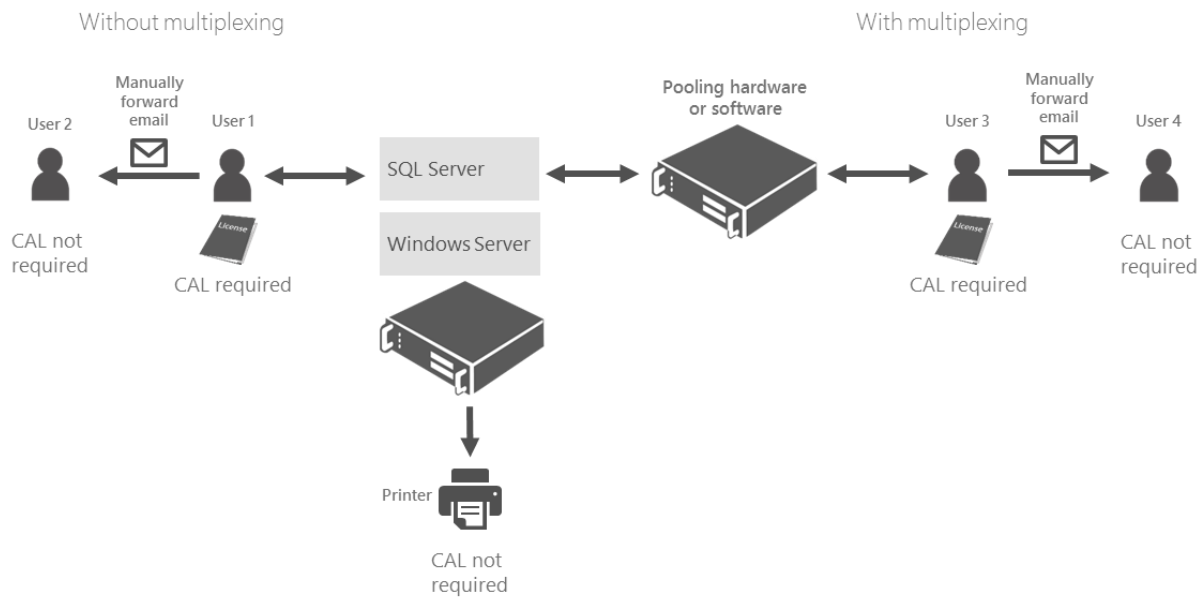 Without multiplexing
With multiplexing
Manually
forward
email
User 2
User 1
CAL not
required
License
CAL required
SQL Server
Windows Server
Pooling hardware
or software
User 3
Manually
forward
email
User 4
License
CAL required
CAL not
required
Printer
CAL not
required